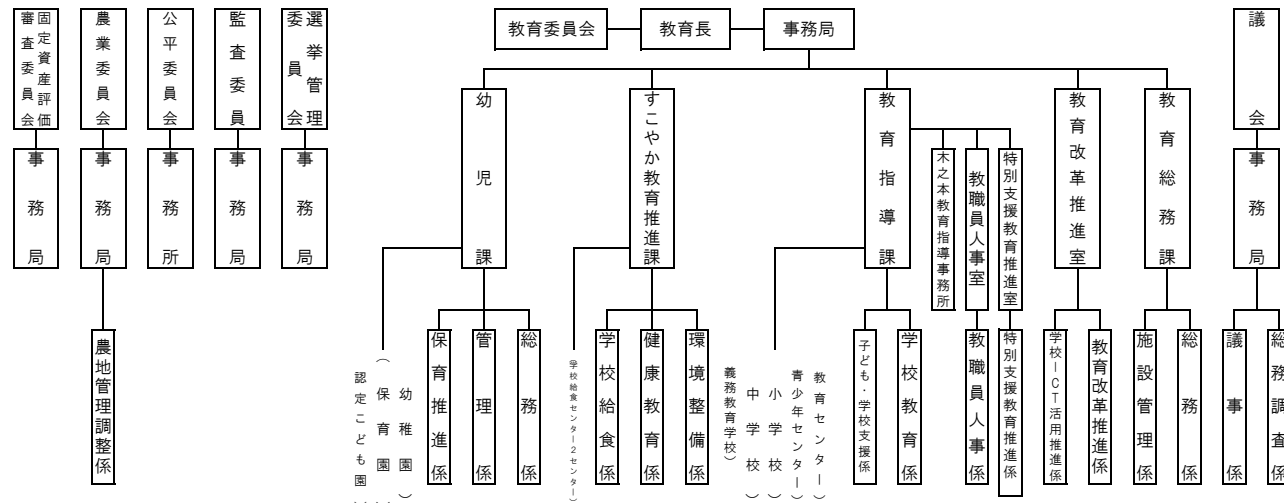 教育委員会
教育長
事務局
議会
事務局
総務調査係
議事係
教育総務課
総務係
施設管理係
教育改革推進室
教育改革推進係
学校ICT活用推進係
教育指導課
特別支援教育推進室
特別支援教育推進係
教職員人事室
教職員人事係
木之本教育指導事務所
学校教育係
子ども・学校支援係
教育センター)
青少年センター)
小学校)
中学校)
義務教育学校)
すこやか教育推進課
環境整備係
健康教育係
学校給食係
(学校給食センター2センター)
幼児課
総務係
管理係
保育推進係
幼稚園)
(保育園)
認定こども園)
選挙管理
委員会
事務局
監査委員
事務局
公平委員会
事務所
農業委員会
事務局
農地管理調整係
固定資産評価
審査委員会
事務局